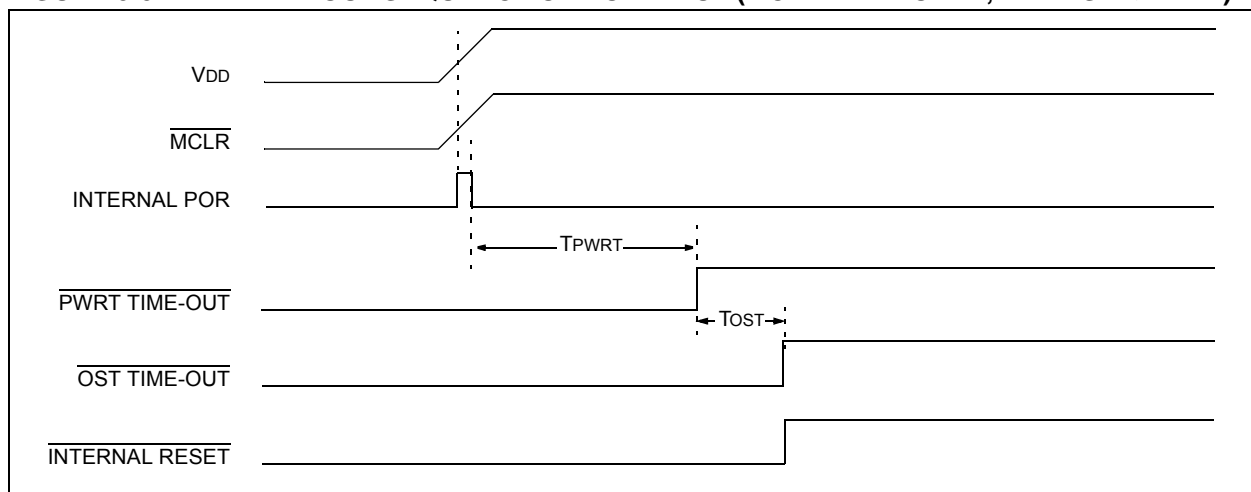 VDD
MCLR
INTERNAL POR
TPWRT
PWRT TIME-OUT
TOST
OST TIME-OUT
INTERNAL RESET